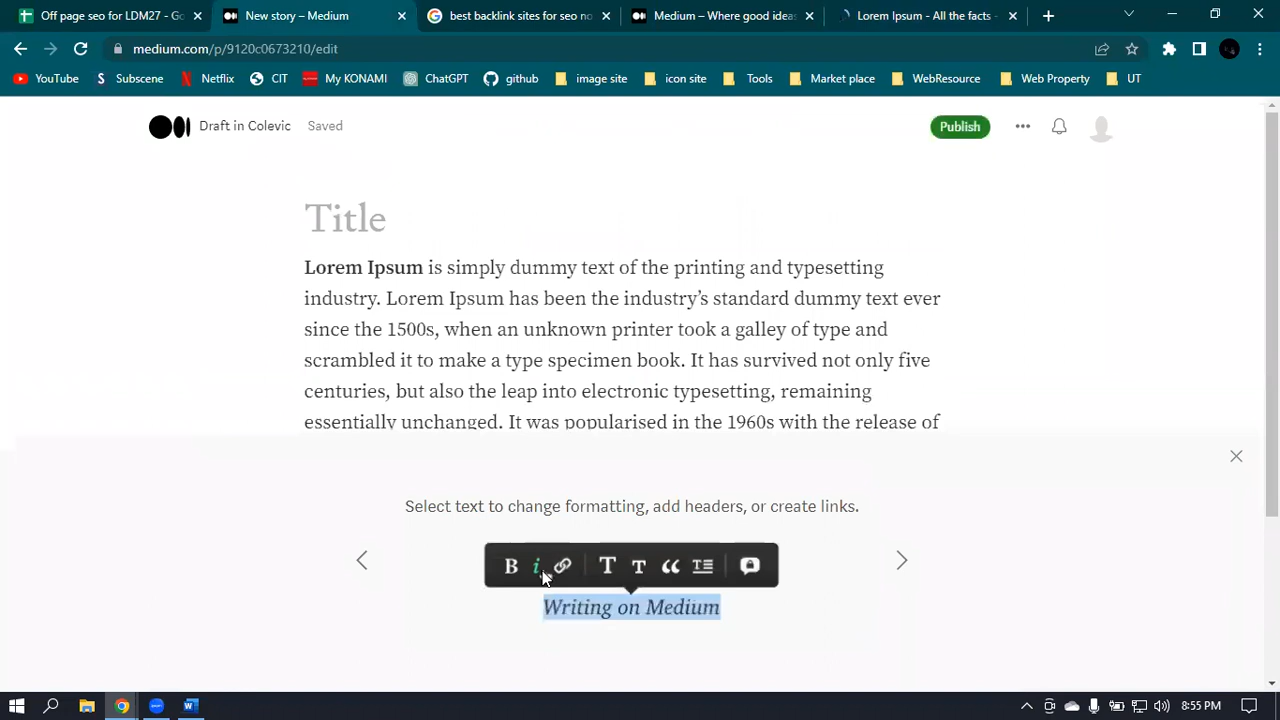 Off page seo for LDM27 - Go
New story – Medium
best backlink sites for seo no
Medium – Where good ideas
Lorem Ipsum - All the facts -
medium.com/p/9120c0673210/edit
YouTube
Subscene
Netflix
CIT
My KONAMI
ChatGPT
github
image site
icon site
Tools
Market place
WebResource
Web Property
UT
Draft in Colevic
Saved
Publish
Title
Lorem Ipsum is simply dummy text of the printing and typesetting
industry. Lorem Ipsum has been the industry’s standard dummy text ever
since the 1500s, when an unknown printer took a galley of type and
scrambled it to make a type specimen book. It has survived not only five
centuries, but also the leap into electronic typesetting, remaining
essentially unchanged. It was popularised in the 1960s with the release of
Select text to change formatting, add headers, or create links.
B i T T
Writing on Medium
8:55 PM